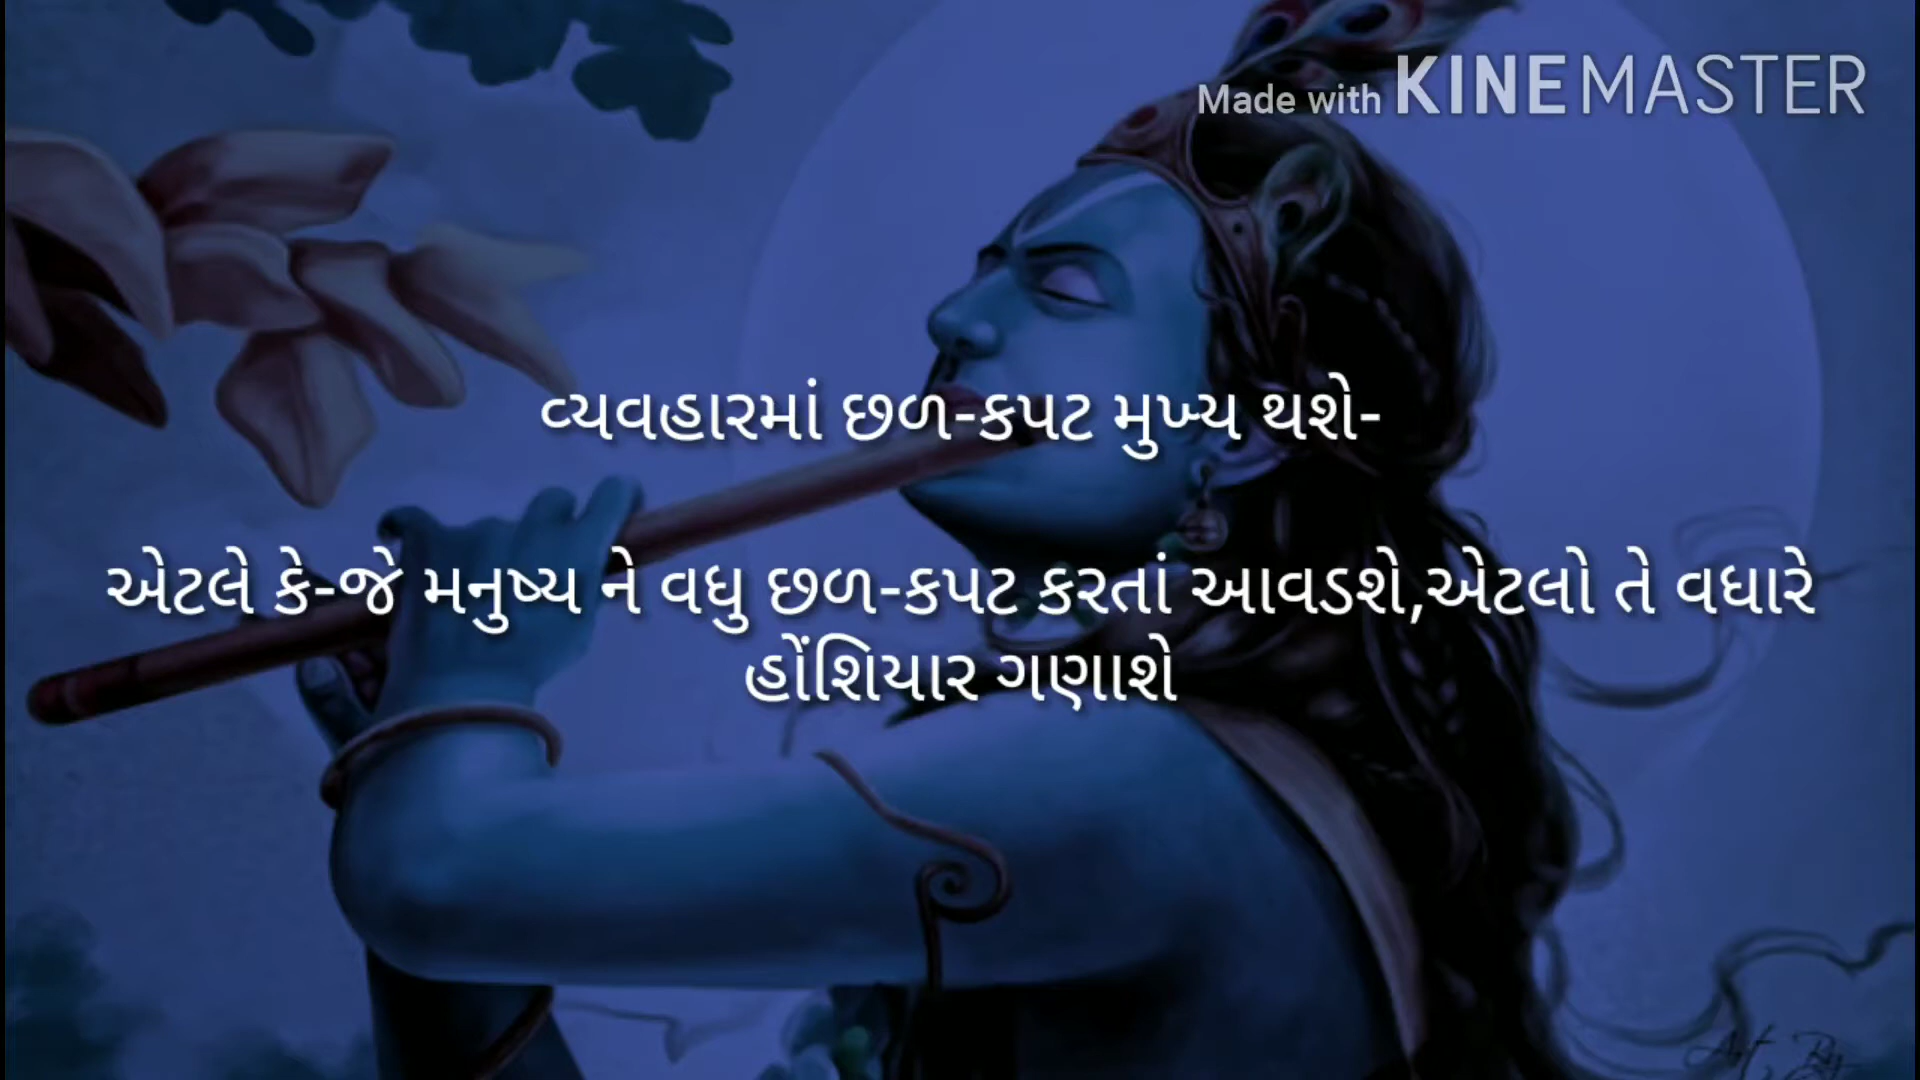 Made with KINEMASTER
વ્યવહારમાં છળ-કપટ મુખ્ય થશે-
એટલે કે-જે મનુષ્ય ને વધુ છળ-કપટ કરતાં આવડશે,એટલો તે વધારે
હોંશિયાર ગણાશે